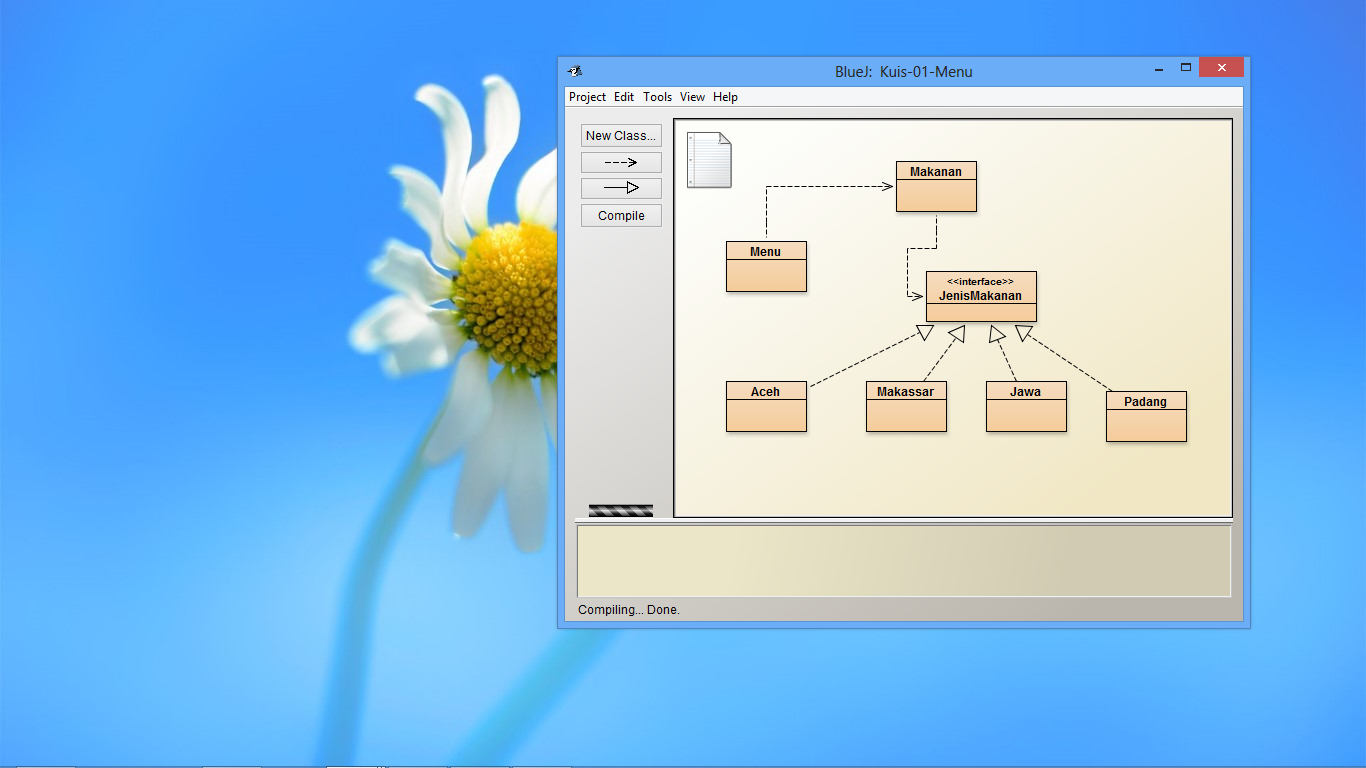 BlueJ: Kuis-01-Menu
Project Edit Tools View Help
New Class...
Compile
Makanan
Menu
<<interface>>
JenisMakanan
Aceh
Makassar
Jawa
Padang
Compiling... Done.